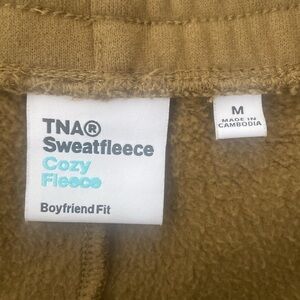 TNA®
Sweatfleece
Cozy
Fleece
Boyfriend Fit
M
MADE IN
CAMBODIA